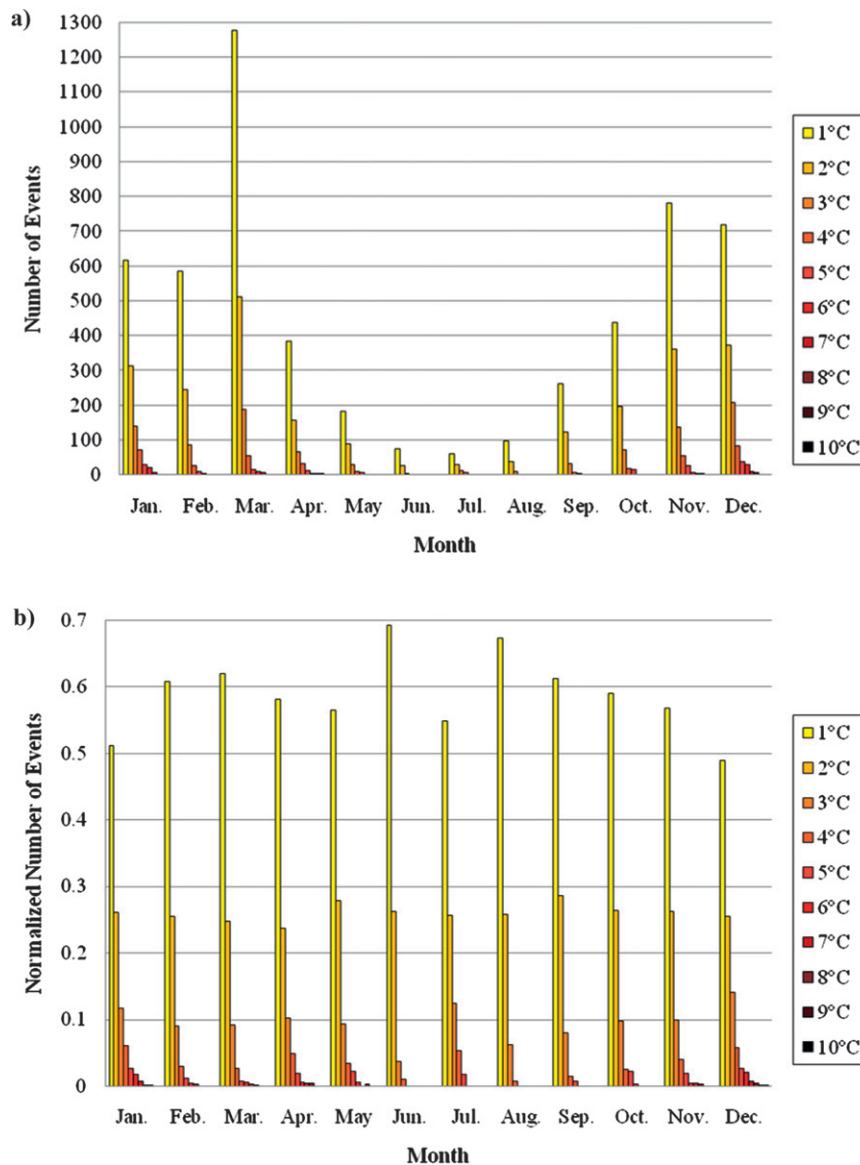 a)
1300
1200
1100
1000
900
800
700
600
500
400
300
200
100
0
Number of Events
Jan. Feb. Mar. Apr. May Jun. Jul. Aug. Sep. Oct. Nov. Dec.
Month
1°C
2°C
3°C
4°C
5°C
6°C
7°C
8°C
9°C
10°C
b)
0.7
0.6
0.5
0.4
0.3
0.2
0.1
0
Normalized Number of Events
Jan. Feb. Mar. Apr. May Jun. Jul. Aug. Sep. Oct. Nov. Dec.
Month
1°C
2°C
3°C
4°C
5°C
6°C
7°C
8°C
9°C
10°C